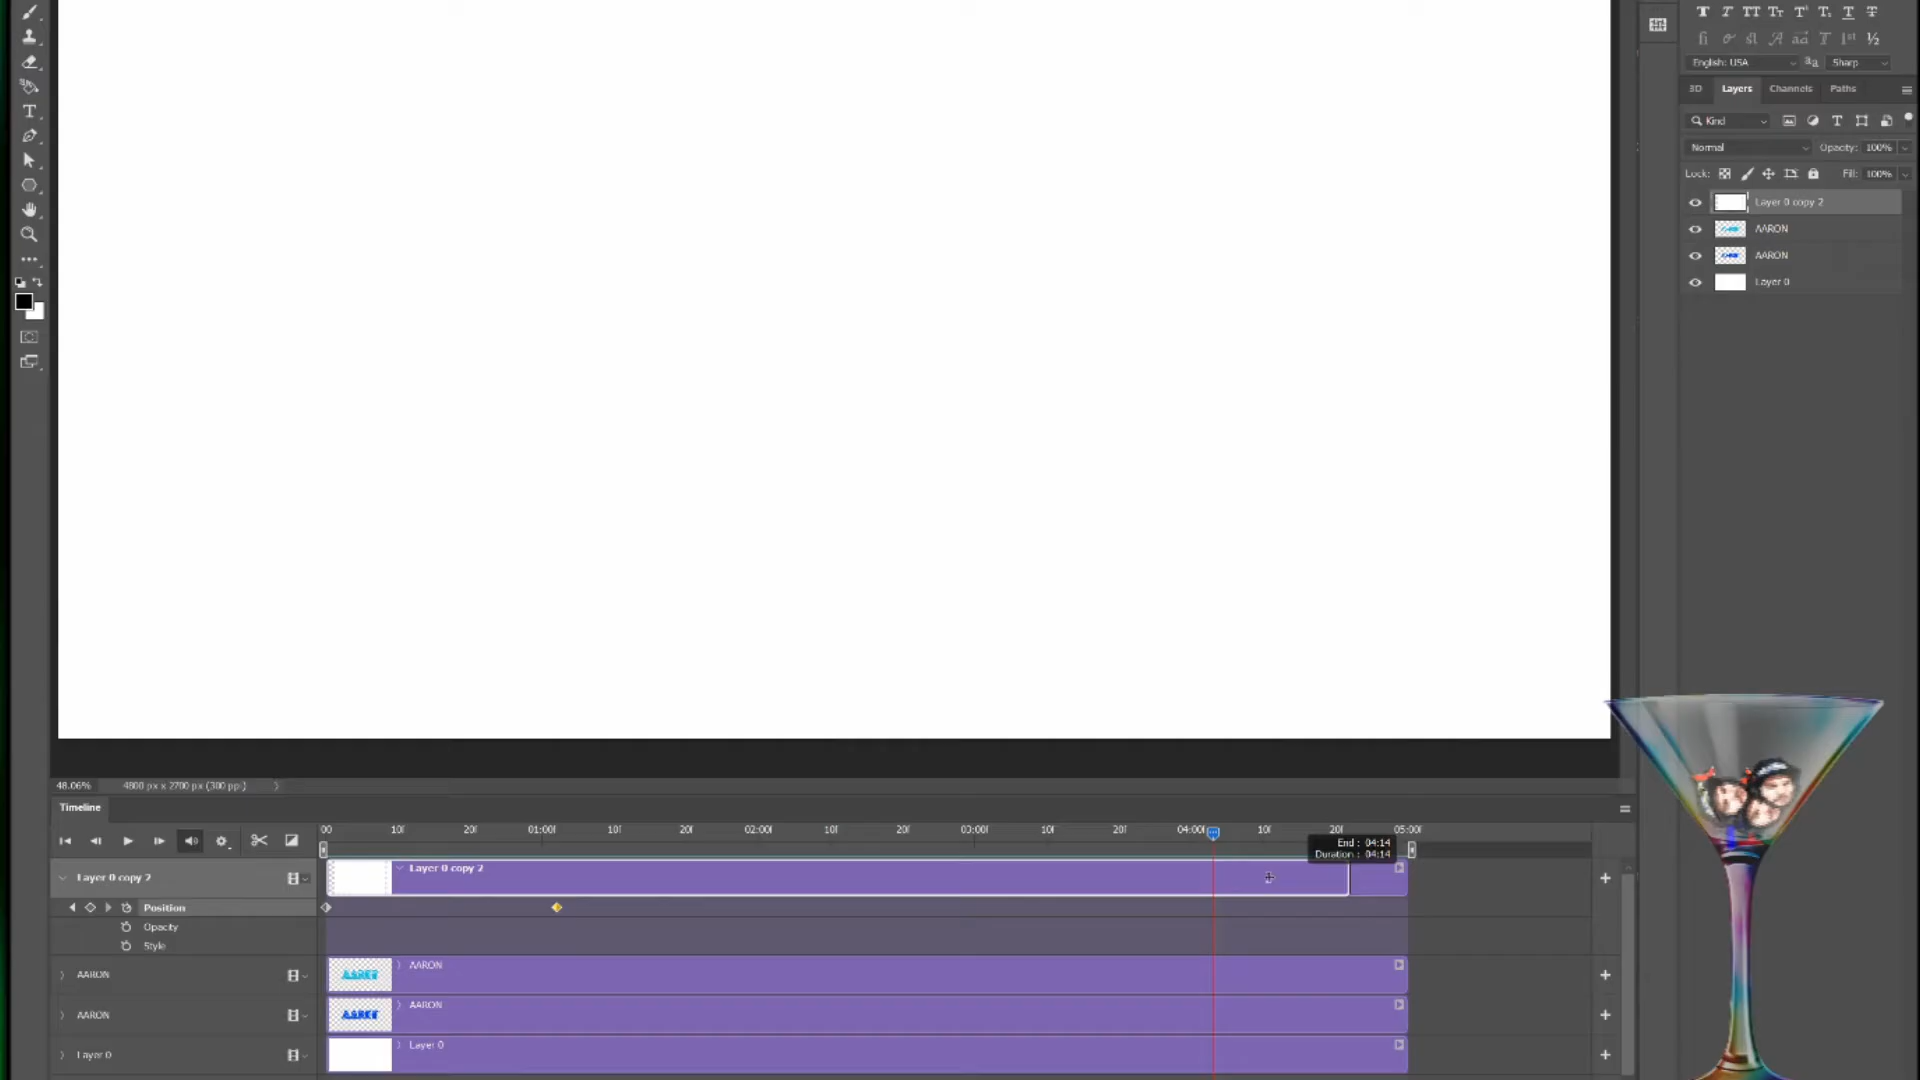 English: USA
aa
Sharp
3D
Layers
Channels
Paths
Kind
Normal
Opacity: 100%
Lock:
Fill: 100%
Layer 0 copy 2
AARON
AARON
Layer 0
48.06%
4800 px x 2700 px (300 ppi)
Timeline
00 10f 20f 01:00f 10f 20f 02:00f 10f 20f 03:00f 10f 20f 04:00f 10f 20f 05:00f
End : 04:14
Duration : 04:14
Layer 0 copy 2
Layer 0 copy 2
Position
Opacity
Style
AARON
AARON
AARON
AARON
Layer 0
Layer 0